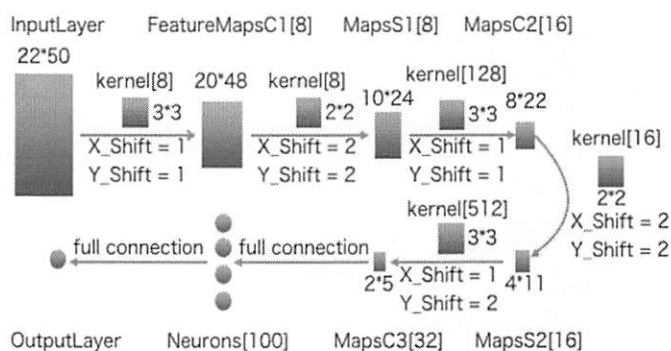 InputLayer FeatureMapsC1[8] MapsS1[8] MapsC2[16]
22*50
kernel[8]
3*3
X_Shift = 1
Y_Shift = 1
20*48
kernel[8]
2*2
X_Shift = 2
Y_Shift = 2
10*24
kernel[128]
3*3
X_Shift = 1
Y_Shift = 1
8*22
kernel[16]
2*2
X_Shift = 2
Y_Shift = 2
4*11
kernel[512]
3*3
X_Shift = 1
Y_Shift = 2
2*5
full connection
full connection
OutputLayer Neurons[100] MapsC3[32] MapsS2[16]